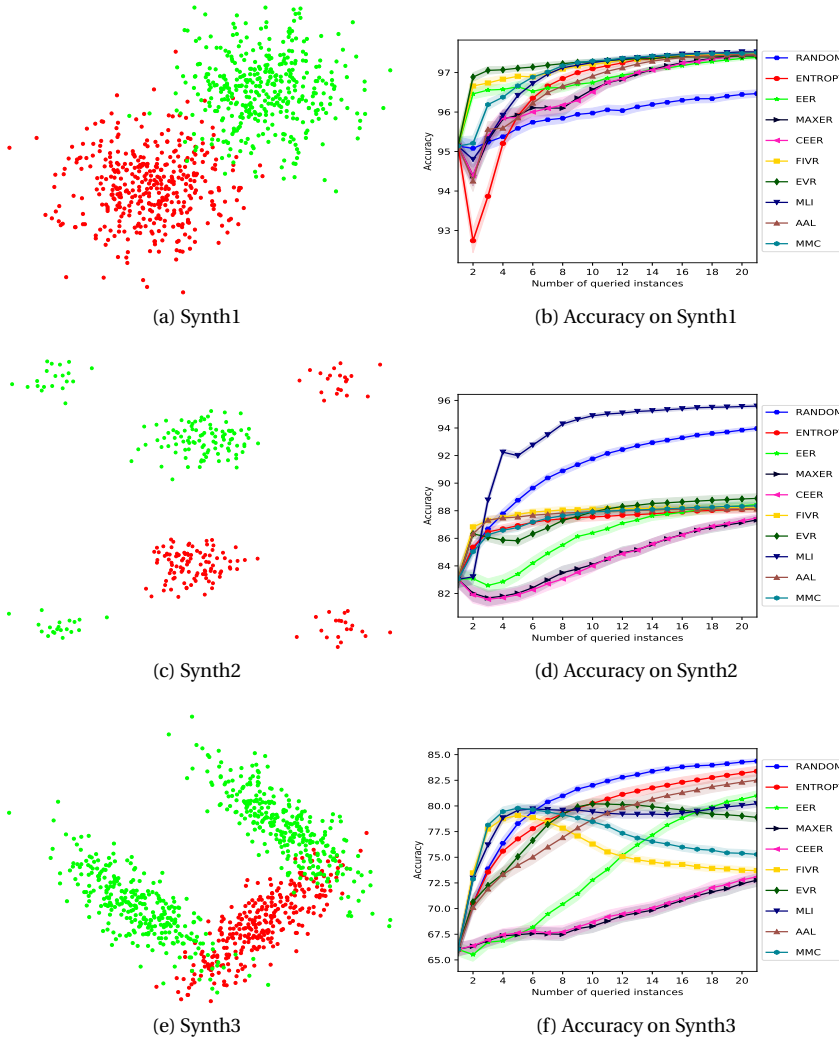 97
96
95
94
93
Accuracy
2 4 6 8 10 12 14 16 18 20
Number of queried instances
RANDOM
ENTROP
EER
MAXER
CEER
FIVR
EVR
MLI
AAL
MMC
(a) Synth1
(b) Accuracy on Synth1
96
94
92
90
88
86
84
82
Accuracy
2 4 6 8 10 12 14 16 18 20
Number of queried instances
RANDOM
ENTROP
EER
MAXER
CEER
FIVR
EVR
MLI
AAL
MMC
(c) Synth2
(d) Accuracy on Synth2
85.0
82.5
80.0
77.5
75.0
72.5
70.0
67.5
65.0
Accuracy
2 4 6 8 10 12 14 16 18 20
Number of queried instances
RANDOM
ENTROP
EER
MAXER
CEER
FIVR
EVR
MLI
AAL
MMC
(e) Synth3
(f) Accuracy on Synth3